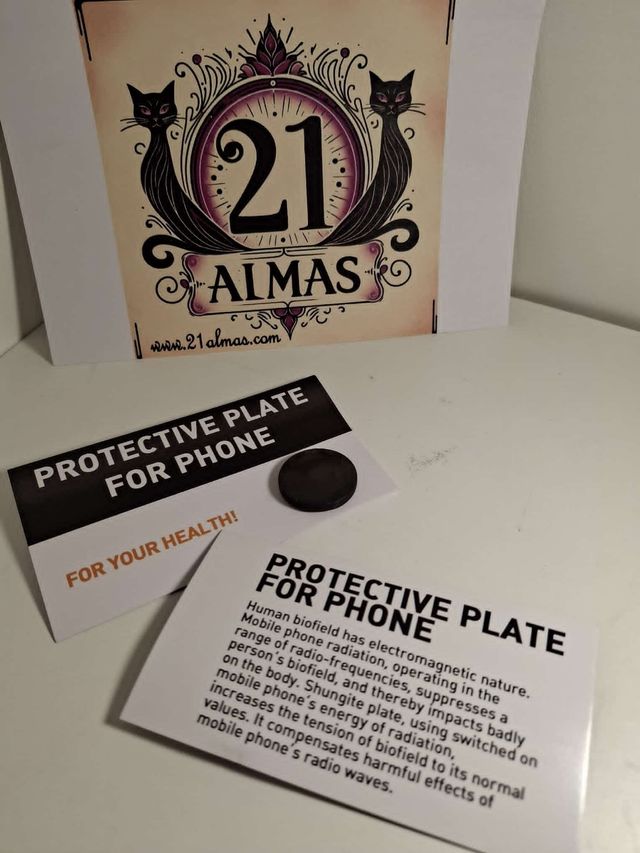 21
AlMAS
www.21almas.com
PROTECTIVE PLATE
FOR PHONE
FOR YOUR HEALTH!
PROTECTIVE PLATE
FOR PHONE
Human biofield has electromagnetic nature.
Mobile phone radiation, operating in the
range of radio-frequencies, suppresses a
person's biofield, and thereby impacts badly
on the body. Shungite plate, using switched on
mobile phone's energy of radiation,
increases the tension of biofield to its normal
values. It compensates harmful effects of
mobile phone's radio waves.